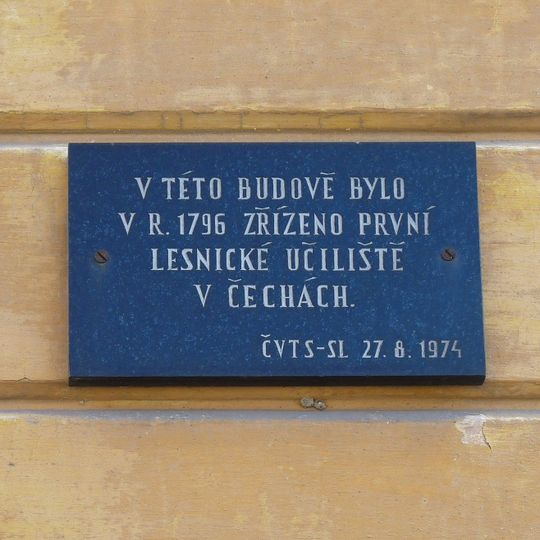 V TÉTO BUDOVĚ BYLO
V R. 1796 ZŘÍZENO PRVNÍ
LESNICKÉ UČILIŠTĚ
V ČECHÁCH.
ČVTS-SL 27. 8. 1974